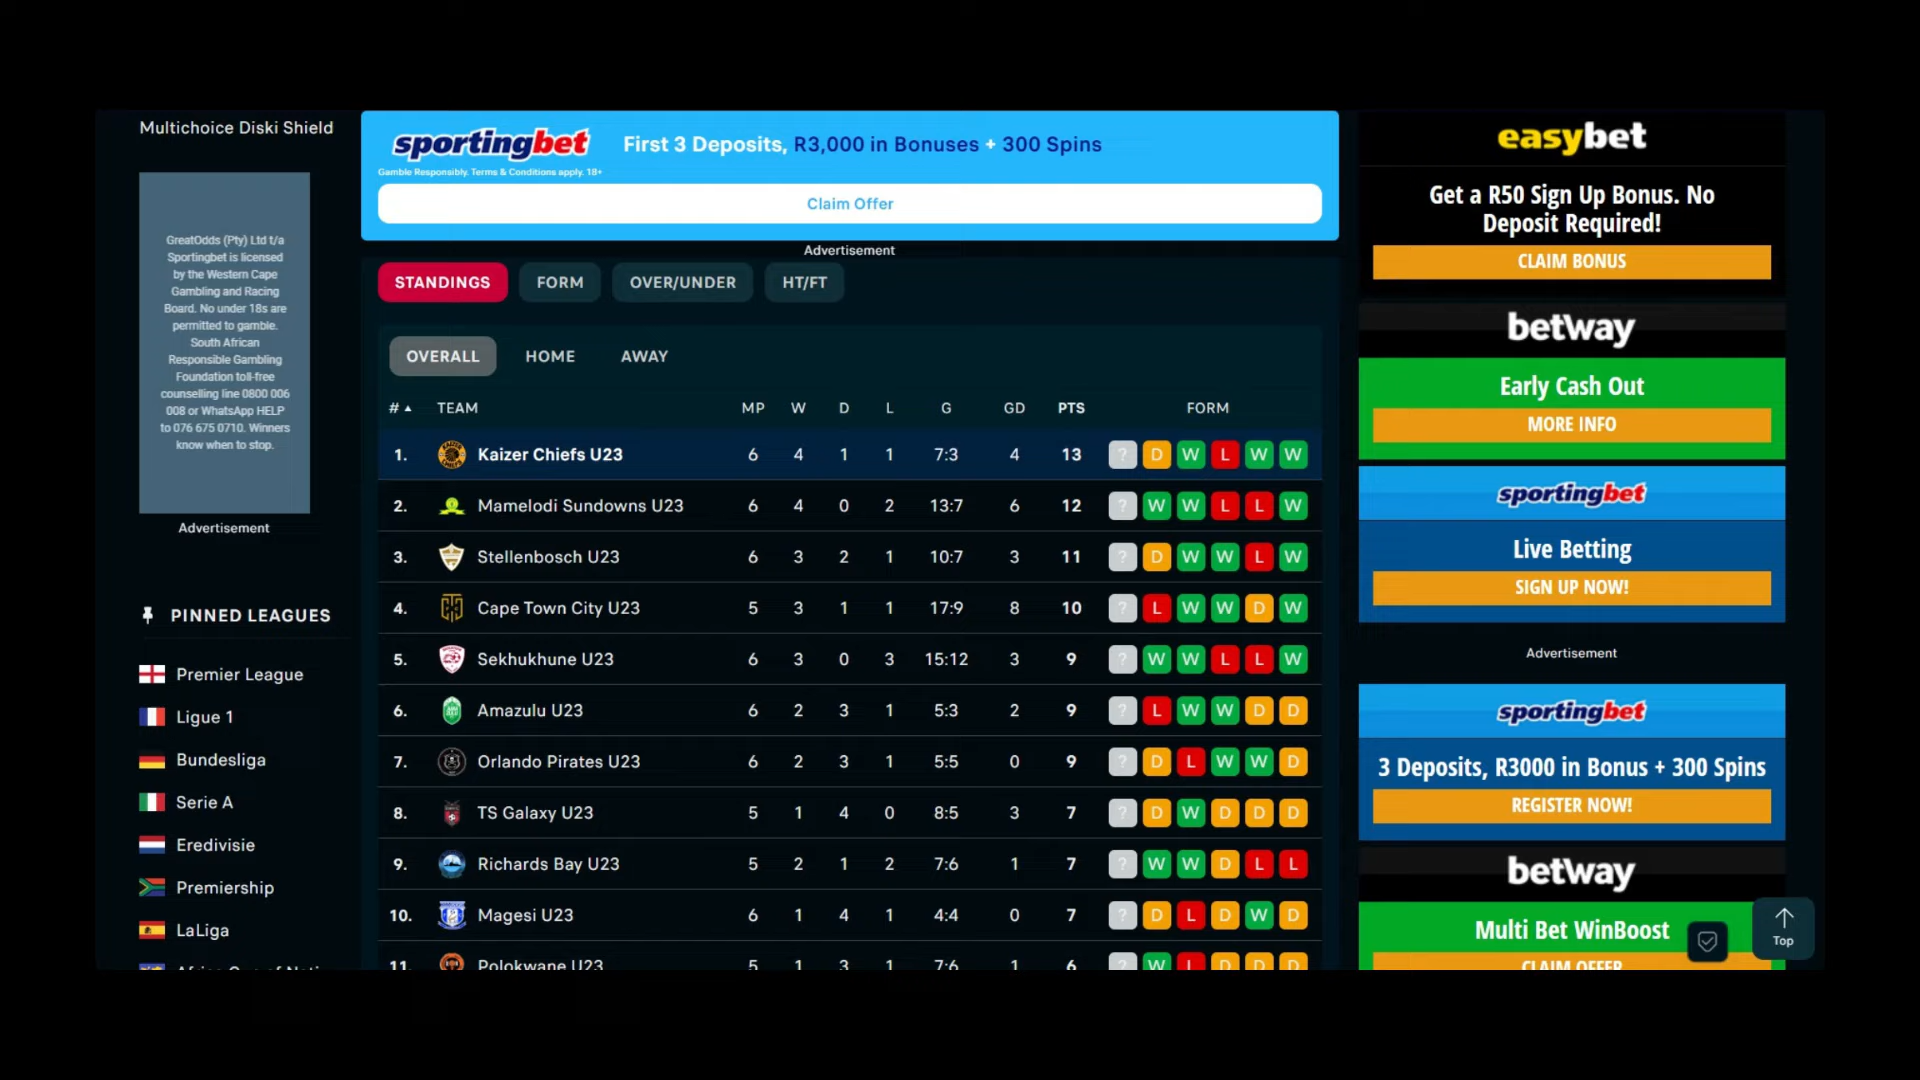 Multichoice Diski Shield
GreatOdds (Pty) Ltd t/a
Sportingbet is licensed
by the Western Cape
Gambling and Racing
Board. No under 18s are
permitted to gamble.
South African
Responsible Gambling
Foundation toll-free
counselling line 0800 006
008 or WhatsApp HELP
to 076 675 0710. Winners
know when to stop.
Advertisement
PINNED LEAGUES
Premier League
Ligue 1
Bundesliga
Serie A
Eredivisie
Premiership
LaLiga
sportingbet First 3 Deposits, R3,000 in Bonuses + 300 Spins
Gamble Responsibly. Terms & Conditions apply. 18+
Claim Offer
Advertisement
STANDINGS FORM OVER/UNDER HT/FT
OVERALL HOME AWAY
# TEAM MP W D L G GD PTS FORM
1. Kaizer Chiefs U23 6 4 1 1 7:3 4 13 ? D W L W W
2. Mamelodi Sundowns U23 6 4 0 2 13:7 6 12 ? W W L L W
3. Stellenbosch U23 6 3 2 1 10:7 3 11 ? D W W L W
4. Cape Town City U23 5 3 1 1 17:9 8 10 ? L W W D W
5. Sekhukhune U23 6 3 0 3 15:12 3 9 ? W W L L W
6. Amazulu U23 6 2 3 1 5:3 2 9 ? L W W D D
7. Orlando Pirates U23 6 2 3 1 5:5 0 9 ? D L W W D
8. TS Galaxy U23 5 1 4 0 8:5 3 7 ? D W D D D
9. Richards Bay U23 5 2 1 2 7:6 1 7 ? W W D L L
10. Magesi U23 6 1 4 1 4:4 0 7 ? D L D W D
11. Polokwane U23 5 1 3 1 7:6 1 6 ? W L D D D
easybet
Get a R50 Sign Up Bonus. No
Deposit Required!
CLAIM BONUS
betway
Early Cash Out
MORE INFO
sportingbet
Live Betting
SIGN UP NOW!
Advertisement
sportingbet
3 Deposits, R3000 in Bonus + 300 Spins
REGISTER NOW!
betway
Multi Bet WinBoost
CLAIM OFFER
Top